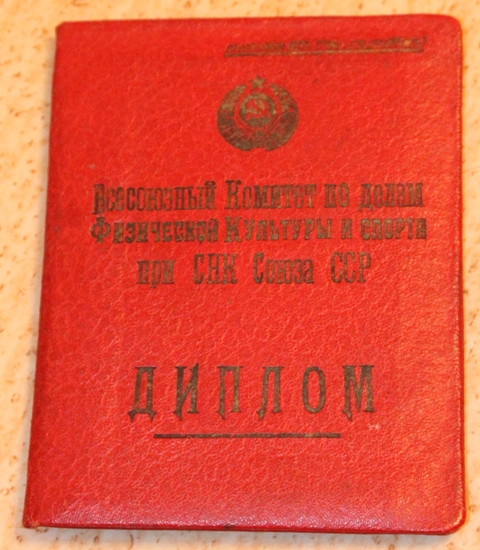 Всесоюзный Комитет по делам
Физической Культуры и спорта
при СНК Союза ССР
ДИПЛОМ